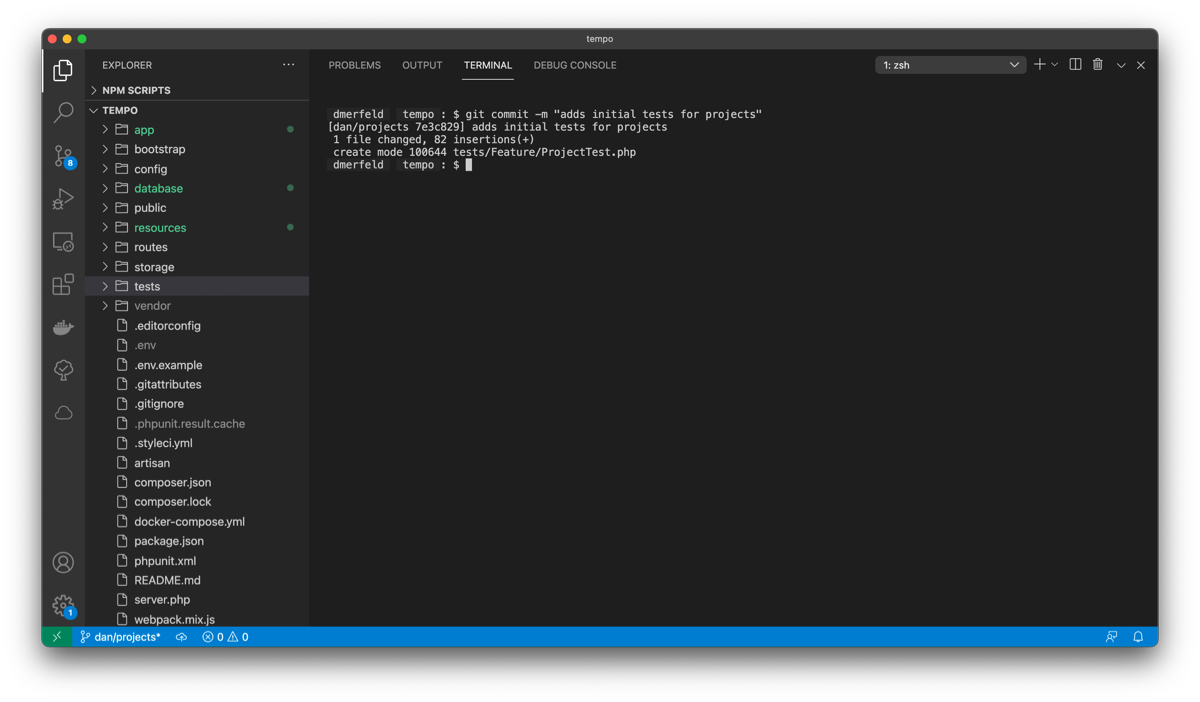 tempo
EXPLORER
PROBLEMS OUTPUT TERMINAL DEBUG CONSOLE
1: zsh
NPM SCRIPTS
TEMPO
app
bootstrap
config
database
public
resources
routes
storage
tests
vendor
.editorconfig
.env
.env.example
.gitattributes
.gitignore
.phpunit.result.cache
.styleci.yml
artisan
composer.json
composer.lock
docker-compose.yml
package.json
phpunit.xml
README.md
server.php
webpack.mix.js
8
1
dmerfeld tempo : $ git commit -m "adds initial tests for projects"
[dan/projects 7e3c829] adds initial tests for projects
1 file changed, 82 insertions(+)
create mode 100644 tests/Feature/ProjectTest.php
dmerfeld tempo : $
dan/projects* 0 0